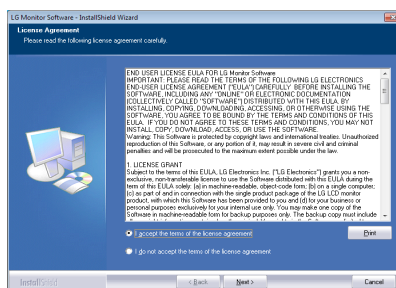 LG Monitor Software - InstallShield Wizard
License Agreement
Please read the following license agreement carefully.
END USER LICENSE EULA FOR LG Monitor Software
IMPORTANT: PLEASE READ THE TERMS OF THE FOLLOWING LG ELECTRONICS
END-USER LICENSE AGREEMENT ("EULA") CAREFULLY BEFORE INSTALLING THE
SOFTWARE, INCLUDING ANY "ONLINE" OR ELECTRONIC DOCUMENTATION
(COLLECTIVELY CALLED "SOFTWARE") DISTRIBUTED WITH THIS EULA. BY
INSTALLING, COPYING, DOWNLOADING, ACCESSING, OR OTHERWISE USING THE
SOFTWARE, YOU AGREE TO BE BOUND BY THE TERMS AND CONDITIONS OF THIS
EULA. IF YOU DO NOT AGREE TO THESE TERMS AND CONDITIONS, YOU MAY NOT
INSTALL, COPY, DOWNLOAD, ACCESS, OR USE THE SOFTWARE.
Warning: This Software is protected by copyright laws and international treaties. Unauthorized
reproduction of this Software, or any portion of it, may result in severe civil and criminal
penalties and will be prosecuted to the maximum extent possible under the law.
1. LICENSE GRANT
Subject to the terms of this EULA, LG Electronics Inc. ("LG Electronics") grants you a non-
exclusive, non-transferable license to use the Software distributed with this EULA during the
term of this EULA solely: (a) in machine-readable, object-code form; (b) on a single computer;
(c) as part of and in connection with the single product package of the LG LCD monitor
product, with which this Software has been provided to you and (d) for your business or
personal purposes exclusively for your internal use only. You may make one copy of the
Software in machine-readable form for backup purposes only. The backup copy must include
I accept the terms of the license agreement
Print
I do not accept the terms of the license agreement
InstallShield
< Back
Next >
Cancel